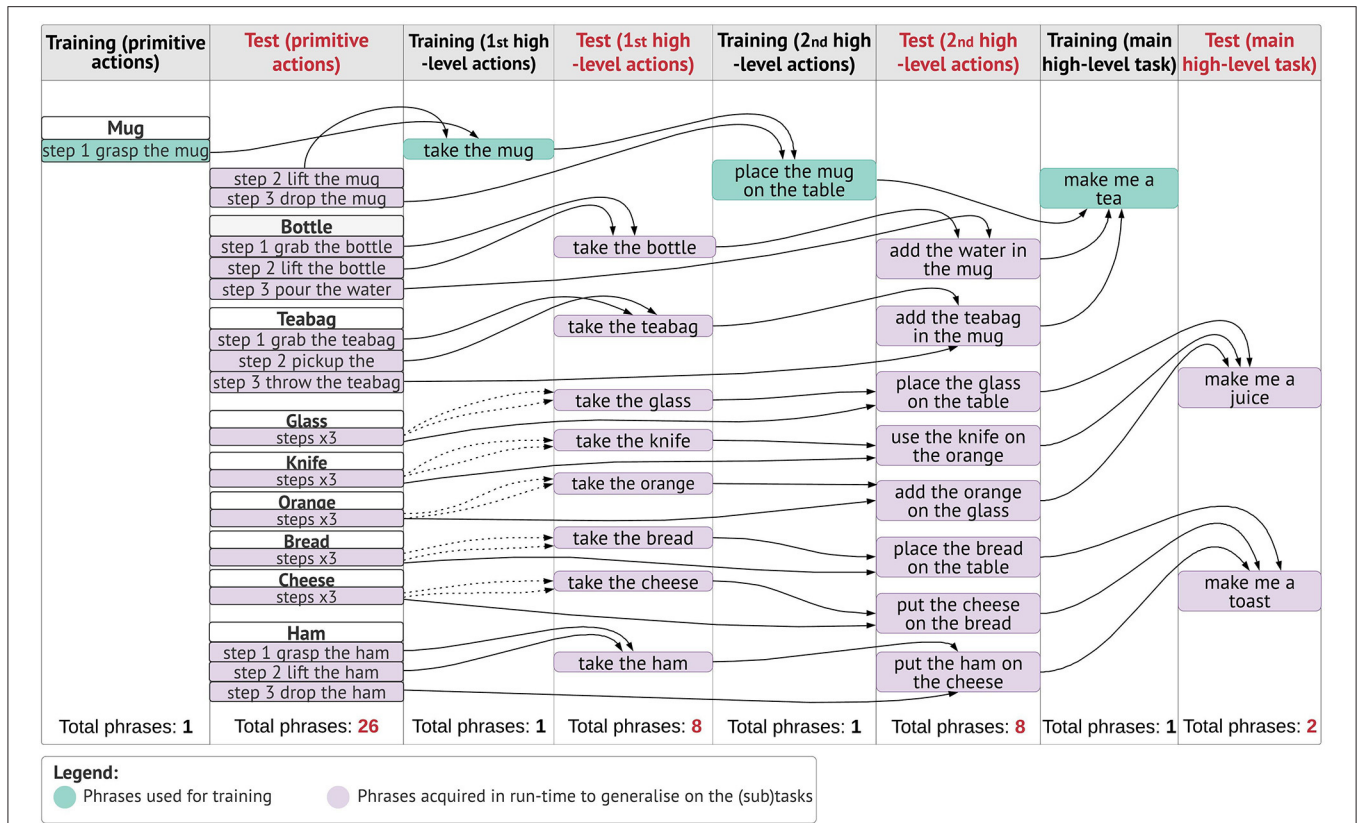 Training (primitive
actions)
Test (primitive
actions)
Training (1st high
-level actions)
Test (1st high
-level actions)
Training (2nd high
-level actions)
Test (2nd high
-level actions)
Training (main
high-level task)
Test (main
high-level task)
Mug
step 1 grasp the mug
step 2 lift the mug
step 3 drop the mug
Bottle
step 1 grab the bottle
step 2 lift the bottle
step 3 pour the water
Teabag
step 1 grab the teabag
step 2 pickup the
step 3 throw the teabag
Glass
steps x3
Knife
steps x3
Orange
steps x3
Bread
steps x3
Cheese
steps x3
Ham
step 1 grasp the ham
step 2 lift the ham
step 3 drop the ham
take the mug
take the bottle
take the teabag
take the glass
take the knife
take the orange
take the bread
take the cheese
take the ham
place the mug
on the table
add the water in
the mug
add the teabag
in the mug
place the glass
on the table
use the knife on
the orange
add the orange
on the glass
place the bread
on the table
put the cheese
on the bread
put the ham on
the cheese
make me a
tea
make me a
juice
make me a
toast
Total phrases: 1
Total phrases: 26
Total phrases: 1
Total phrases: 8
Total phrases: 1
Total phrases: 8
Total phrases: 1
Total phrases: 2
Legend:
Phrases used for training
Phrases acquired in run-time to generalise on the (sub)tasks